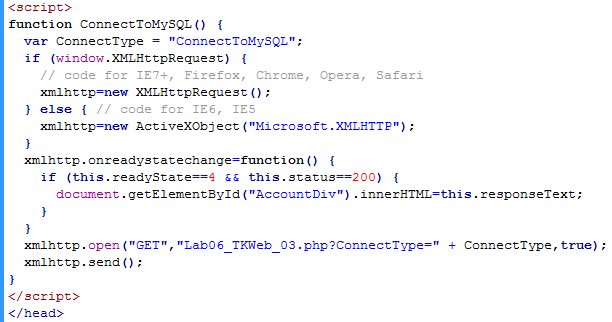 <script>
function ConnectToMySQL() {
var ConnectType = "ConnectToMySQL";
if (window.XMLHttpRequest) {
// code for IE7+, Firefox, Chrome, Opera, Safari
xmlhttp=new XMLHttpRequest();
} else { // code for IE6, IE5
xmlhttp=new ActiveXObject("Microsoft.XMLHTTP");
}
xmlhttp.onreadystatechange=function() {
if (this.readyState==4 && this.status==200) {
document.getElementById("AccountDiv").innerHTML=this.responseText;
}
}
xmlhttp.open("GET","Lab06_TKWeb_03.php?ConnectType=" + ConnectType,true);
xmlhttp.send();
}
</script>
</head>